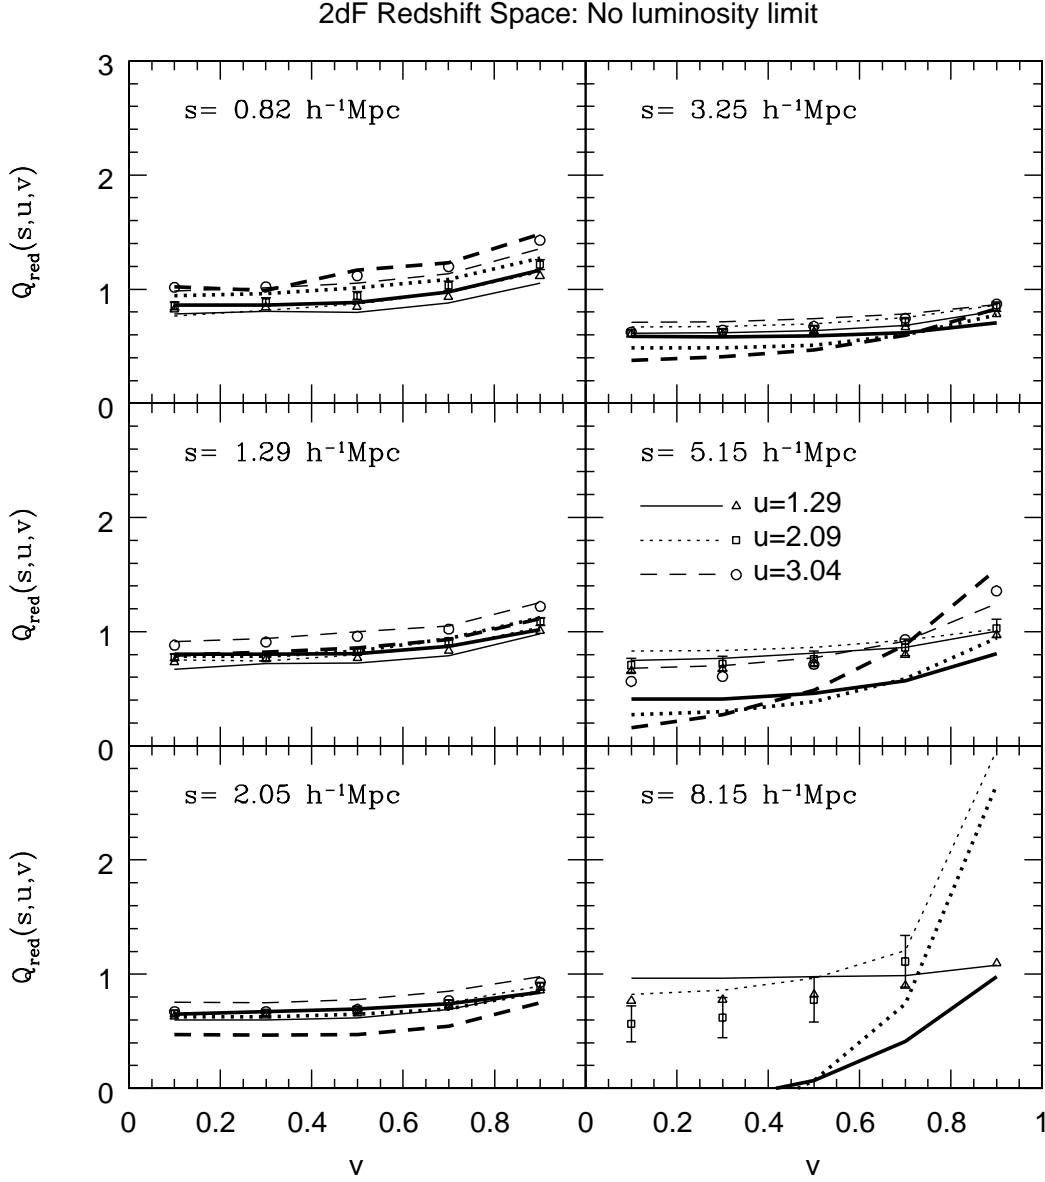 2dF Redshift Space: No luminosity limit
3
s= 0.82 h⁻¹Mpc
s= 3.25 h⁻¹Mpc
2
Q_red(s,u,v)
1
0
s= 1.29 h⁻¹Mpc
s= 5.15 h⁻¹Mpc
u=1.29
2
u=2.09
u=3.04
Q_red(s,u,v)
1
0
s= 2.05 h⁻¹Mpc
s= 8.15 h⁻¹Mpc
2
Q_red(s,u,v)
1
0
0 0.2 0.4 0.6 0.8 0 0.2 0.4 0.6 0.8 1
v v